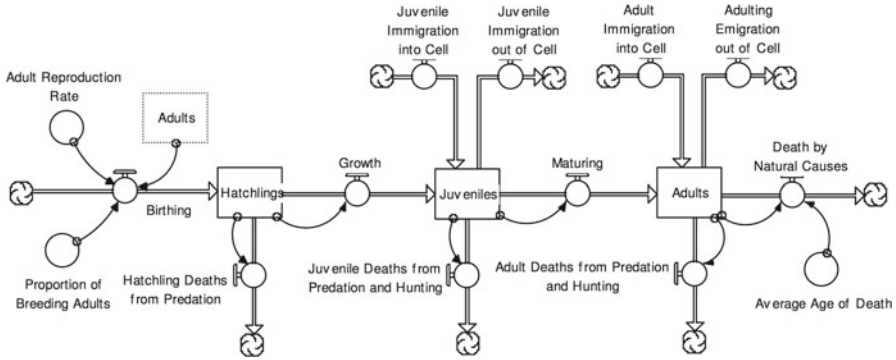 Juvenile
Immigration
into Cell
Juvenile
Immigration
out of Cell
Adult
Immigration
into Cell
Adulting
Emigration
out of Cell
Adult Reproduction
Rate
Adults
Growth
Maturing
Death by
Natural Causes
Hatchlings
Juveniles
Adults
Birthing
Proportion of
Breeding Adults
Hatchling Deaths
from Predation
Juvenile Deaths from
Predation and Hunting
Adult Deaths from Predation
and Hunting
Average Age of Death